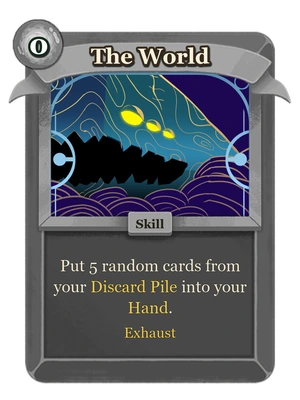 0
The World
Skill
Put 5 random cards from
your Discard Pile into your
Hand.
Exhaust